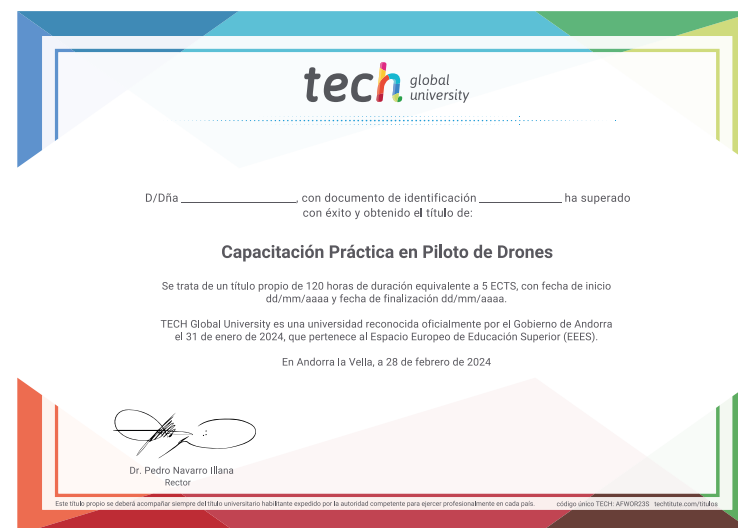 tech global university
D/Dña ________________, con documento de identificación ____________ ha superado
con éxito y obtenido el título de:
Capacitación Práctica en Piloto de Drones
Se trata de un título propio de 120 horas de duración equivalente a 5 ECTS, con fecha de inicio
dd/mm/aaaa y fecha de finalización dd/mm/aaaa.
TECH Global University es una universidad reconocida oficialmente por el Gobierno de Andorra
el 31 de enero de 2024, que pertenece al Espacio Europeo de Educación Superior (EEES).
En Andorra la Vella, a 28 de febrero de 2024
Dr. Pedro Navarro Illana
Rector
Este título propio se deberá acompañar siempre del título universitario habilitante expedido por la autoridad competente para ejercer profesionalmente en cada país. código único TECH: AFWOR23S techtitute.com/titulos